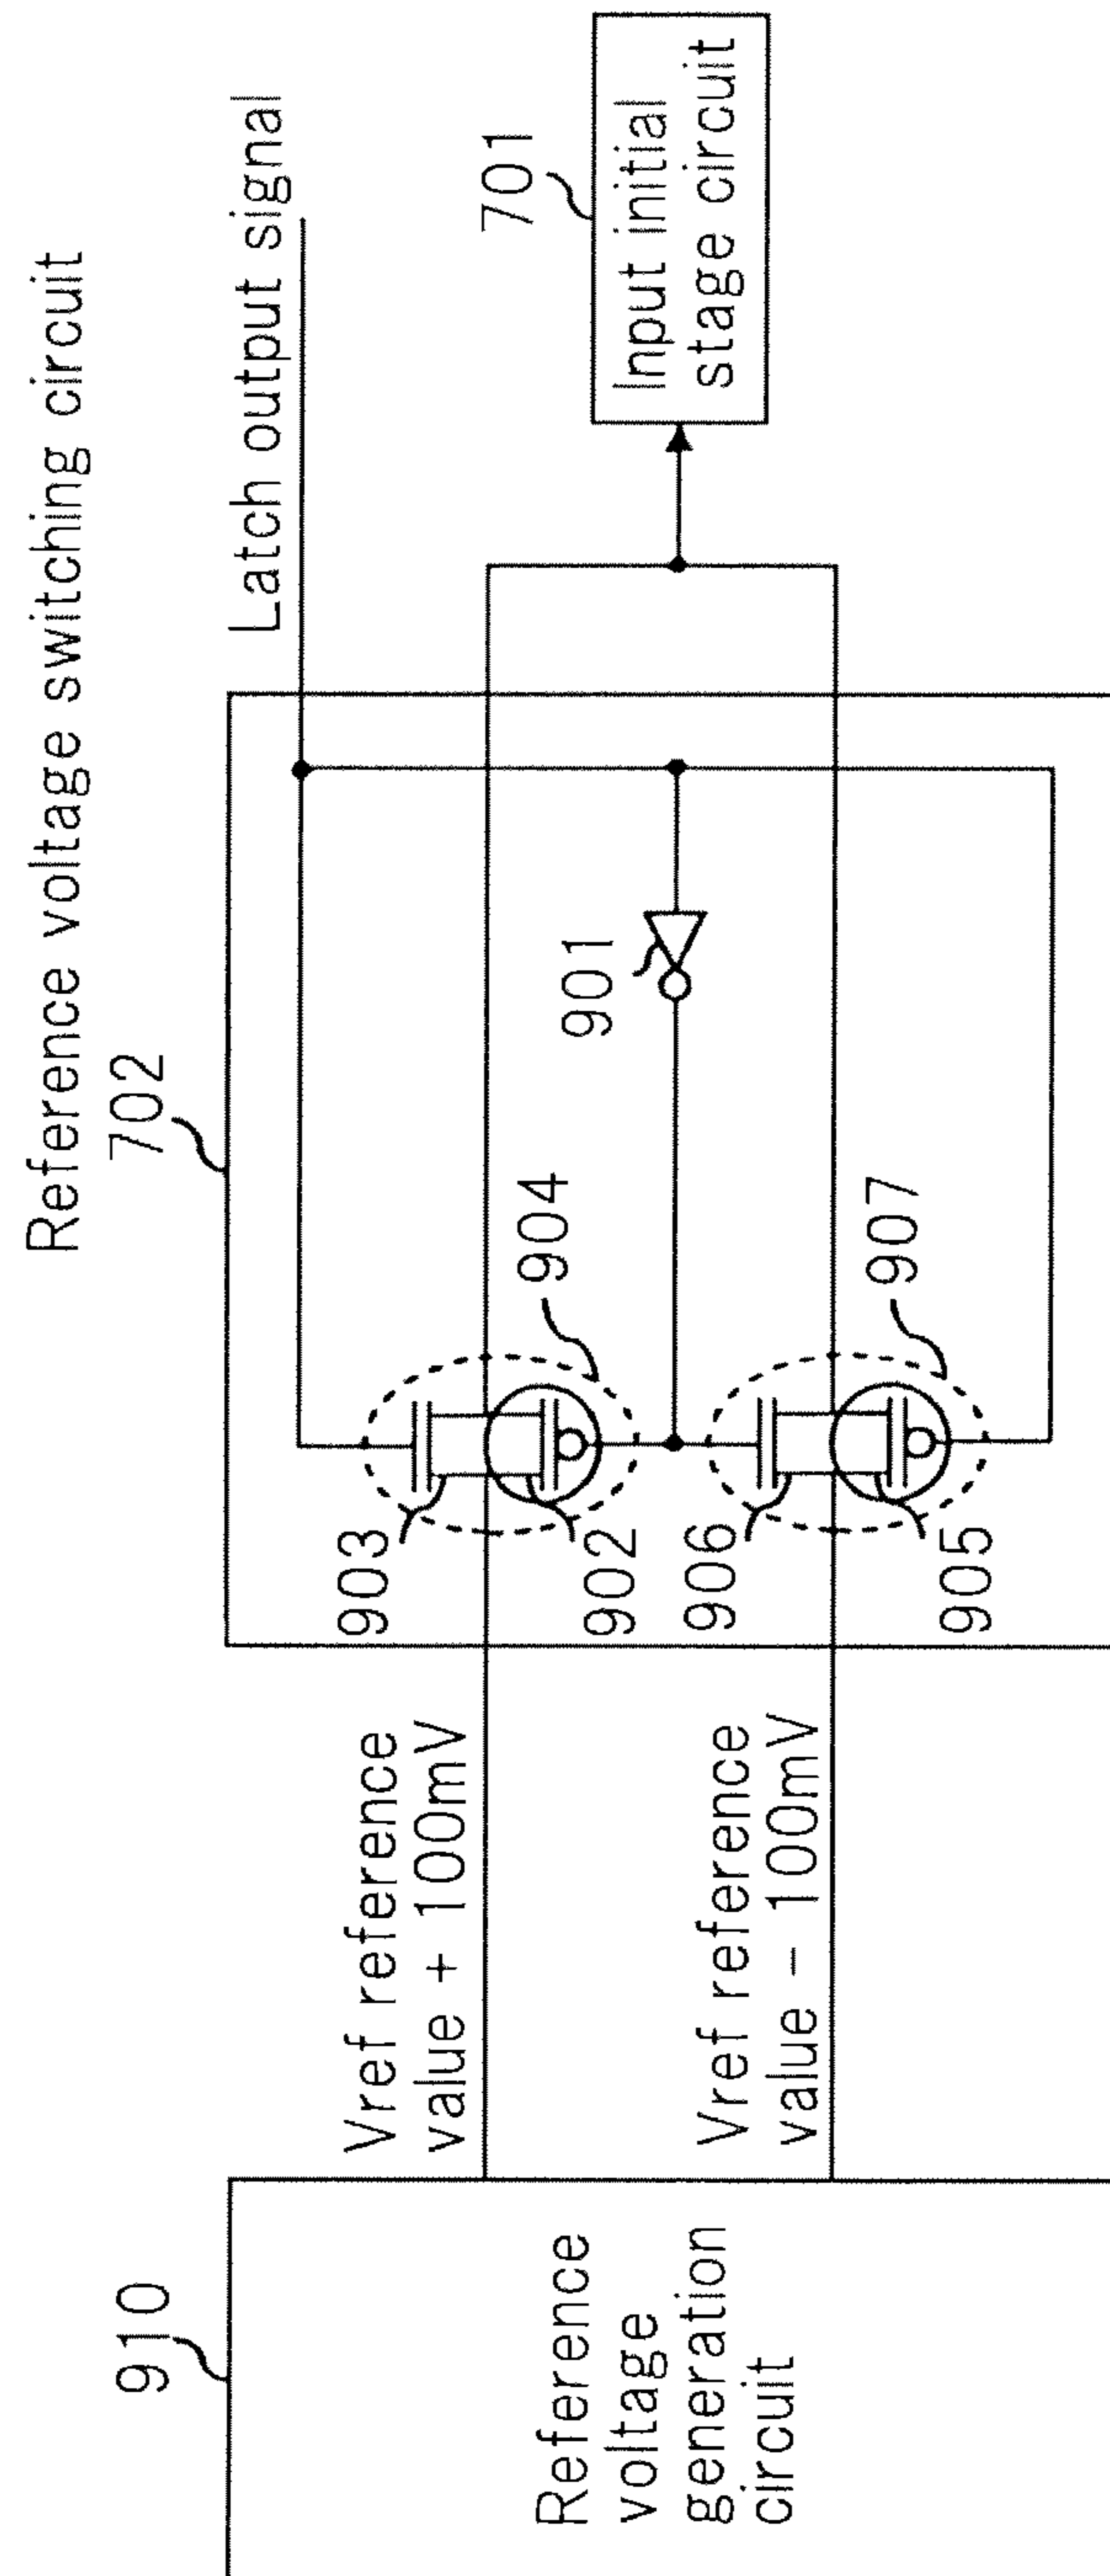 Reference voltage switching circuit
702
910
Latch output signal
Vref reference
value + 100mV
903
904
902
901
701
Input initial
stage circuit
Reference
voltage
generation
circuit
Vref reference
value − 100mV
906
907
905